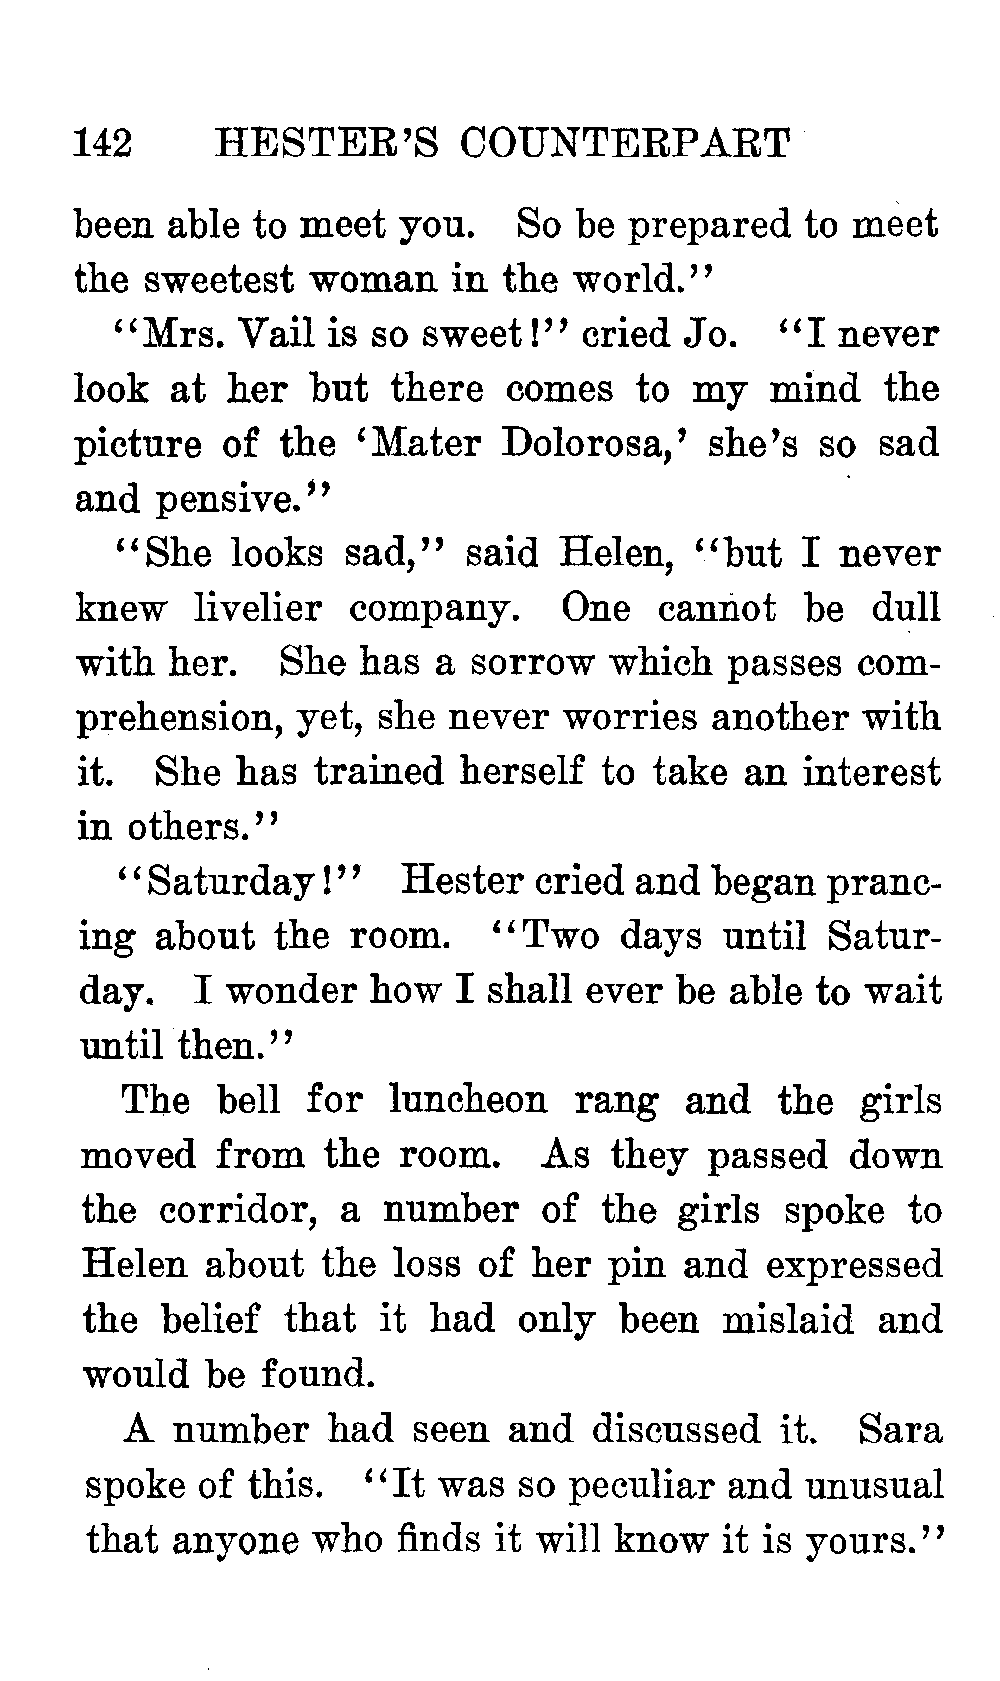 142 HESTER'S COUNTERPART
been able to meet you. So be prepared to meet
the sweetest woman in the world."
"Mrs. Vail is so sweet!" cried Jo. "I never
look at her but there comes to my mind the
picture of the 'Mater Dolorosa,' she's so sad
and pensive."
"She looks sad," said Helen, "but I never
knew livelier company. One cannot be dull
with her. She has a sorrow which passes com-
prehension, yet, she never worries another with
it. She has trained herself to take an interest
in others."
"Saturday!" Hester cried and began pranc-
ing about the room. "Two days until Satur-
day. I wonder how I shall ever be able to wait
until then."
The bell for luncheon rang and the girls
moved from the room. As they passed down
the corridor, a number of the girls spoke to
Helen about the loss of her pin and expressed
the belief that it had only been mislaid and
would be found.
A number had seen and discussed it. Sara
spoke of this. "It was so peculiar and unusual
that anyone who finds it will know it is yours."